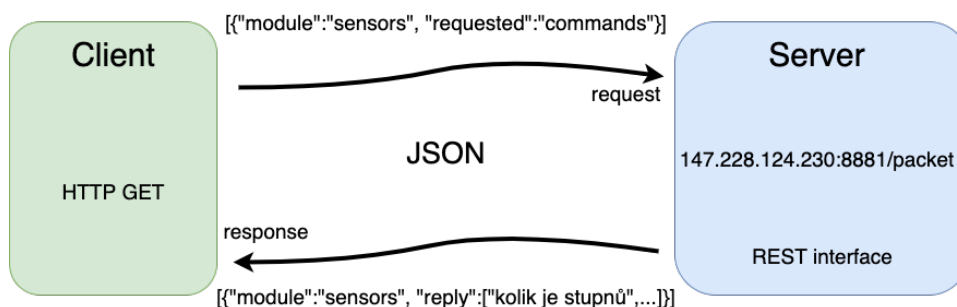 [{"module":"sensors", "requested":"commands"}]
Client
Server
request
JSON
147.228.124.230:8881/packet
HTTP GET
response
REST interface
[{"module":"sensors", "reply":["kolik je stupnů",...]}]